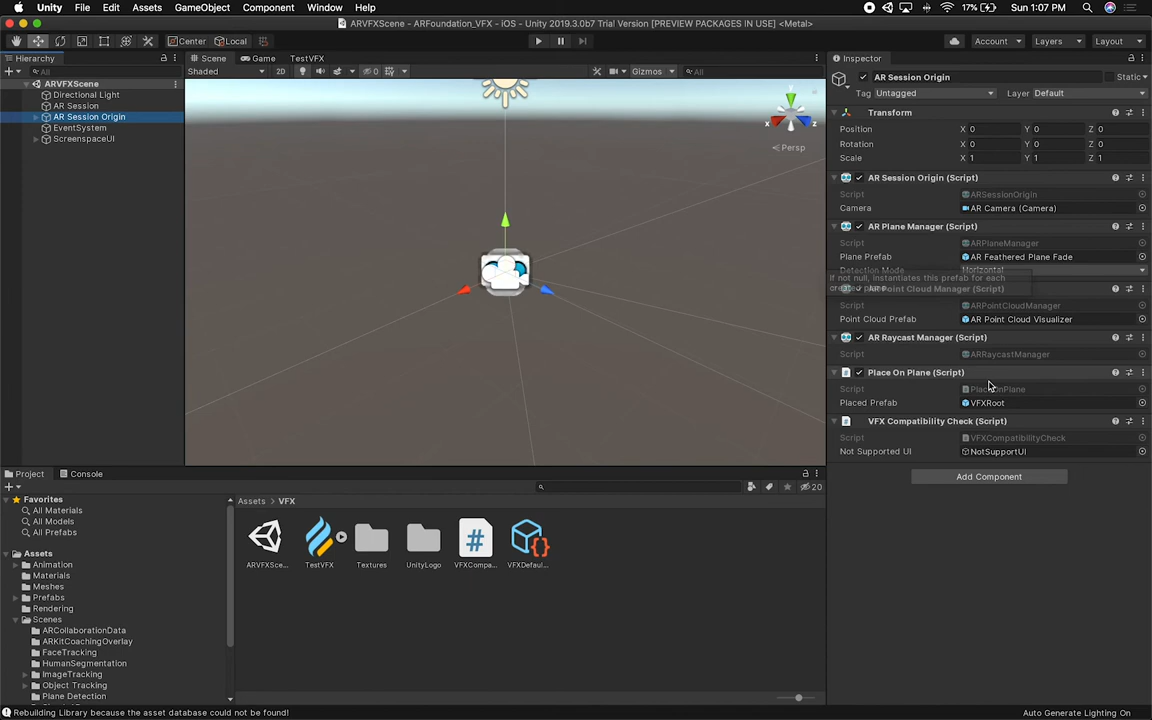 Unity File Edit Assets GameObject Component Window Help 17% Sun 1:07 PM
ARVFXScene - ARFoundation_VFX - iOS - Unity 2019.3.0b7 Trial Version [PREVIEW PACKAGES IN USE] <Metal>
Center Local Account Layers Layout
Hierarchy Scene Game TestVFX Inspector
All Shaded 2D 0 Gizmos All
ARVFXScene
Directional Light
AR Session
AR Session Origin
EventSystem
ScreenspaceUI
x z
Persp
AR Session Origin Static
Tag Untagged Layer Default
Transform
Position X 0 Y 0 Z 0
Rotation X 0 Y 0 Z 0
Scale X 1 Y 1 Z 1
AR Session Origin (Script)
Script ARSessionOrigin
Camera AR Camera (Camera)
AR Plane Manager (Script)
Script ARPlaneManager
Plane Prefab AR Feathered Plane Fade
Detection Mode Horizontal
If not null, instantiates this prefab for each
AR Point Cloud Manager (Script)
Script ARPointCloudManager
Point Cloud Prefab AR Point Cloud Visualizer
AR Raycast Manager (Script)
Script ARRaycastManager
Place On Plane (Script)
Script PlaceOnPlane
Placed Prefab VFXRoot
VFX Compatibility Check (Script)
Script VFXCompatibilityCheck
Not Supported UI NotSupportUI
Add Component
Project Console
20
Favorites
All Materials
All Models
All Prefabs
Assets
Animation
Materials
Meshes
Prefabs
Rendering
Scenes
ARCollaborationData
ARKitCoachingOverlay
FaceTracking
HumanSegmentation
ImageTracking
Object Tracking
Plane Detection
Assets > VFX
ARVFXSce... TestVFX Textures UnityLogo VFXCompa... VFXDefaul...
Rebuilding Library because the asset database could not be found! Auto Generate Lighting On